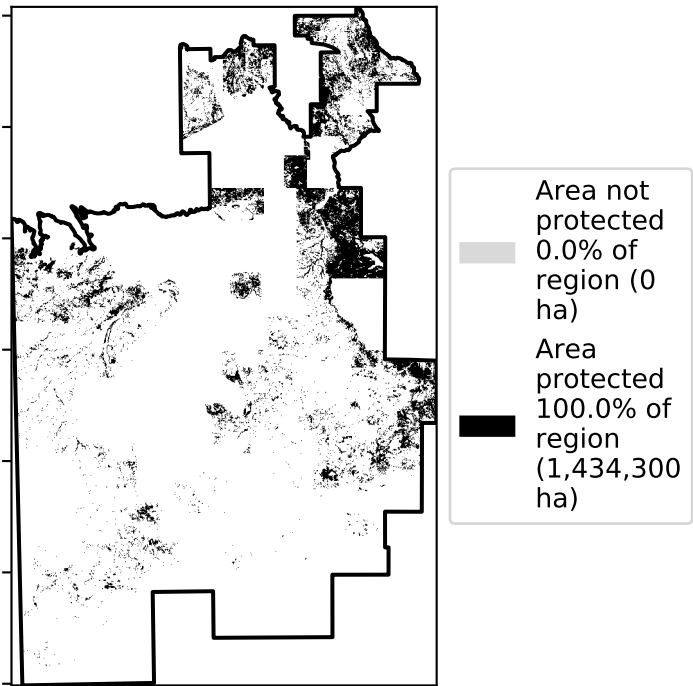 Area not
protected
0.0% of
region (0
ha)
Area
protected
100.0% of
region
(1,434,300
ha)